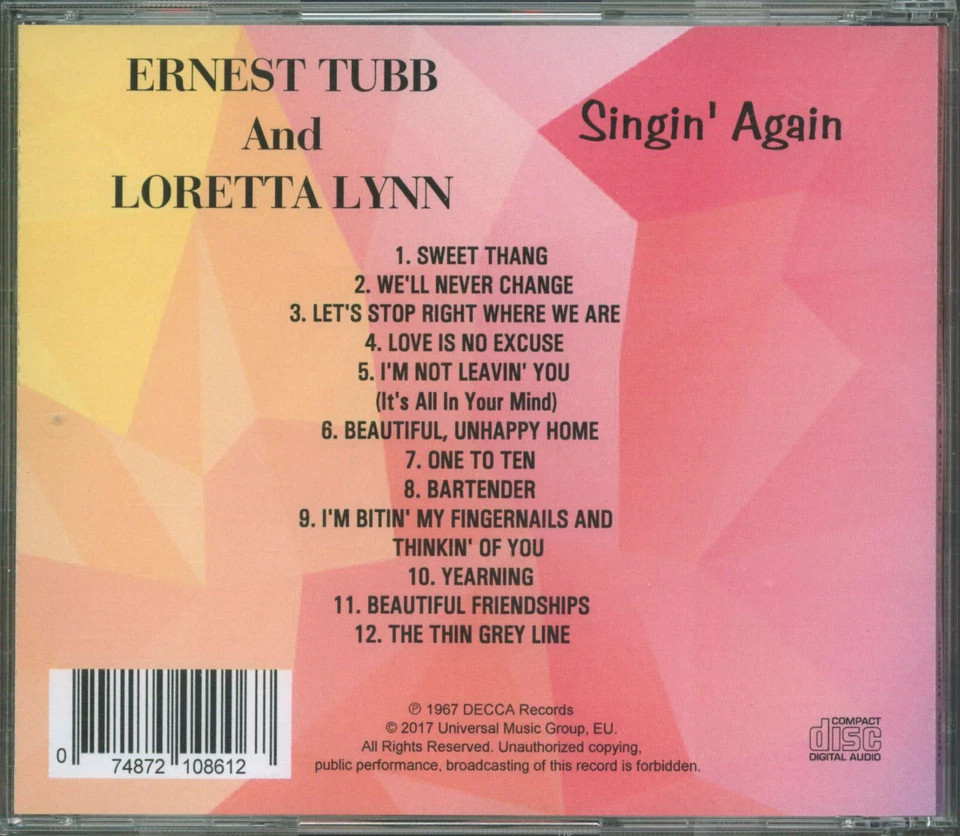 ERNEST TUBB
And
LORETTA LYNN
Singin' Again
1. SWEET THANG
2. WE'LL NEVER CHANGE
3. LET'S STOP RIGHT WHERE WE ARE
4. LOVE IS NO EXCUSE
5. I'M NOT LEAVIN' YOU
(It's All In Your Mind)
6. BEAUTIFUL, UNHAPPY HOME
7. ONE TO TEN
8. BARTENDER
9. I'M BITIN' MY FINGERNAILS AND
THINKIN' OF YOU
10. YEARNING
11. BEAUTIFUL FRIENDSHIPS
12. THE THIN GREY LINE
℗ 1967 DECCA Records
© 2017 Universal Music Group, EU.
All Rights Reserved. Unauthorized copying,
public performance, broadcasting of this record is forbidden.
0 74872 108612
COMPACT
disc
DIGITAL AUDIO